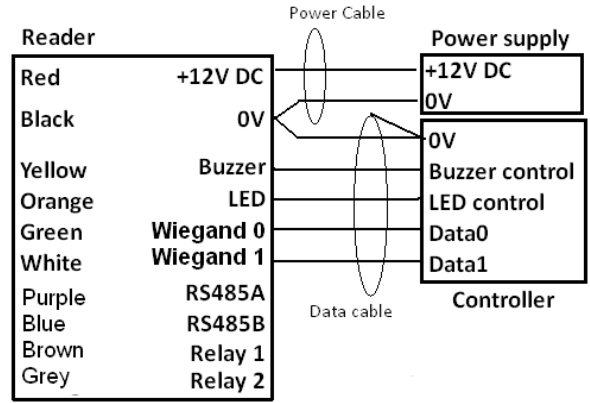 Power Cable
Reader
Power supply
Red +12V DC
+12V DC
0V
Black 0V
0V
Yellow Buzzer
Buzzer control
Orange LED
LED control
Green Wiegand 0
Data0
White Wiegand 1
Data1
Purple RS485A
Controller
Data cable
Blue RS485B
Brown Relay 1
Grey Relay 2